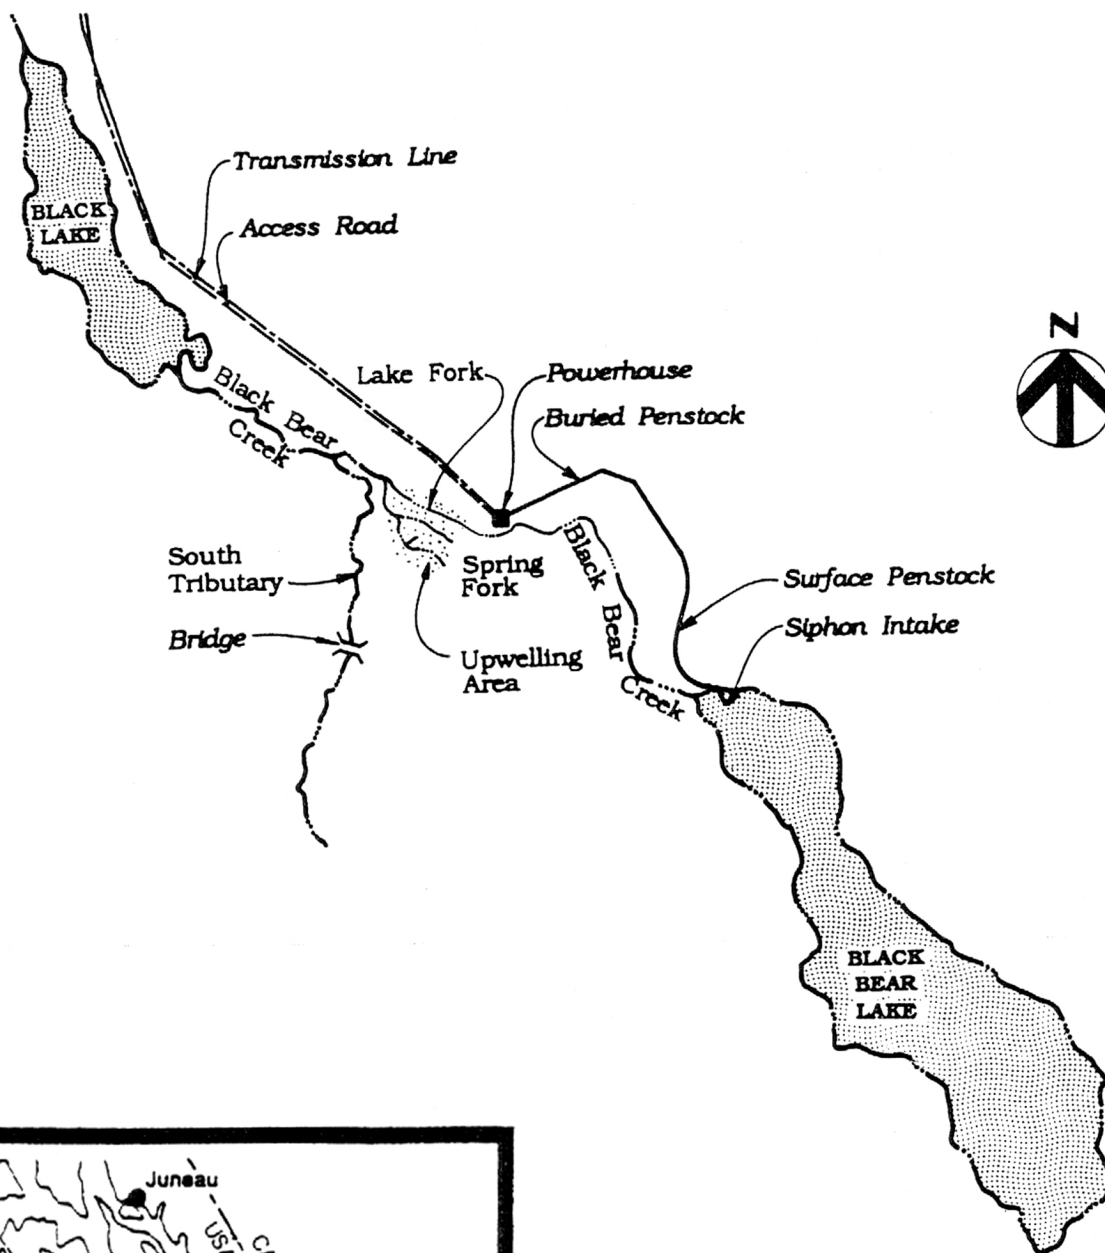 Transmission Line
BLACK
LAKE
Access Road
N
Lake Fork
Powerhouse
Buried Penstock
Black Bear
Creek
South
Tributary
Spring
Fork
Black Bear
Creek
Surface Penstock
Siphon Intake
Bridge
Upwelling
Area
BLACK
BEAR
LAKE
Juneau
USA